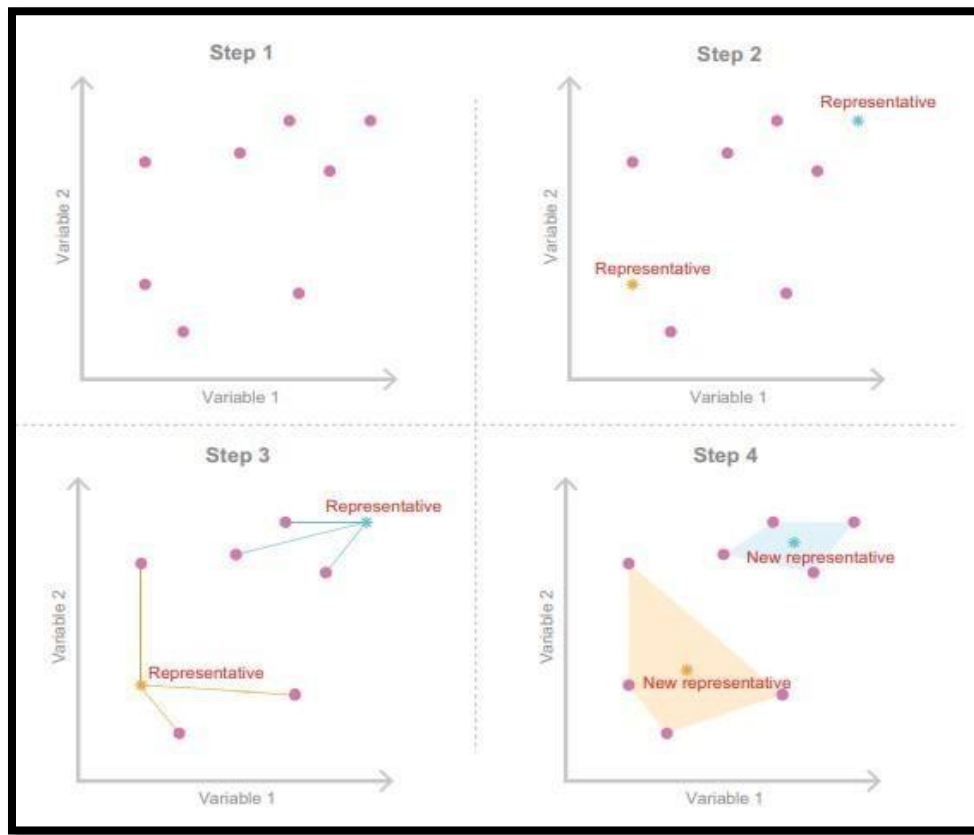 Step 1
Variable 2
Variable 1
Step 2
Representative
Representative
Variable 2
Variable 1
Step 3
Representative
Representative
Variable 2
Variable 1
Step 4
New representative
New representative
Variable 2
Variable 1